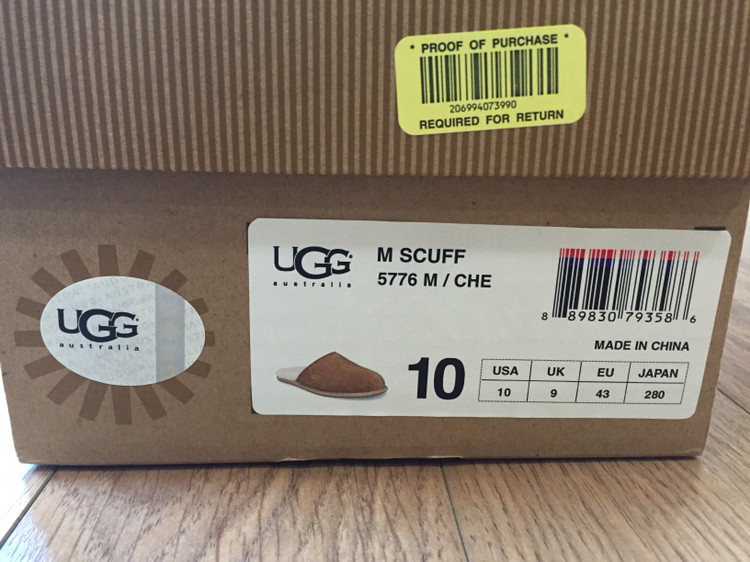 • PROOF OF PURCHASE •
206994073990
REQUIRED FOR RETURN
UGG
australia
UGG
australia
M SCUFF
5776 M / CHE
8 89830 79358 6
MADE IN CHINA
10
USA UK EU JAPAN
10 9 43 280